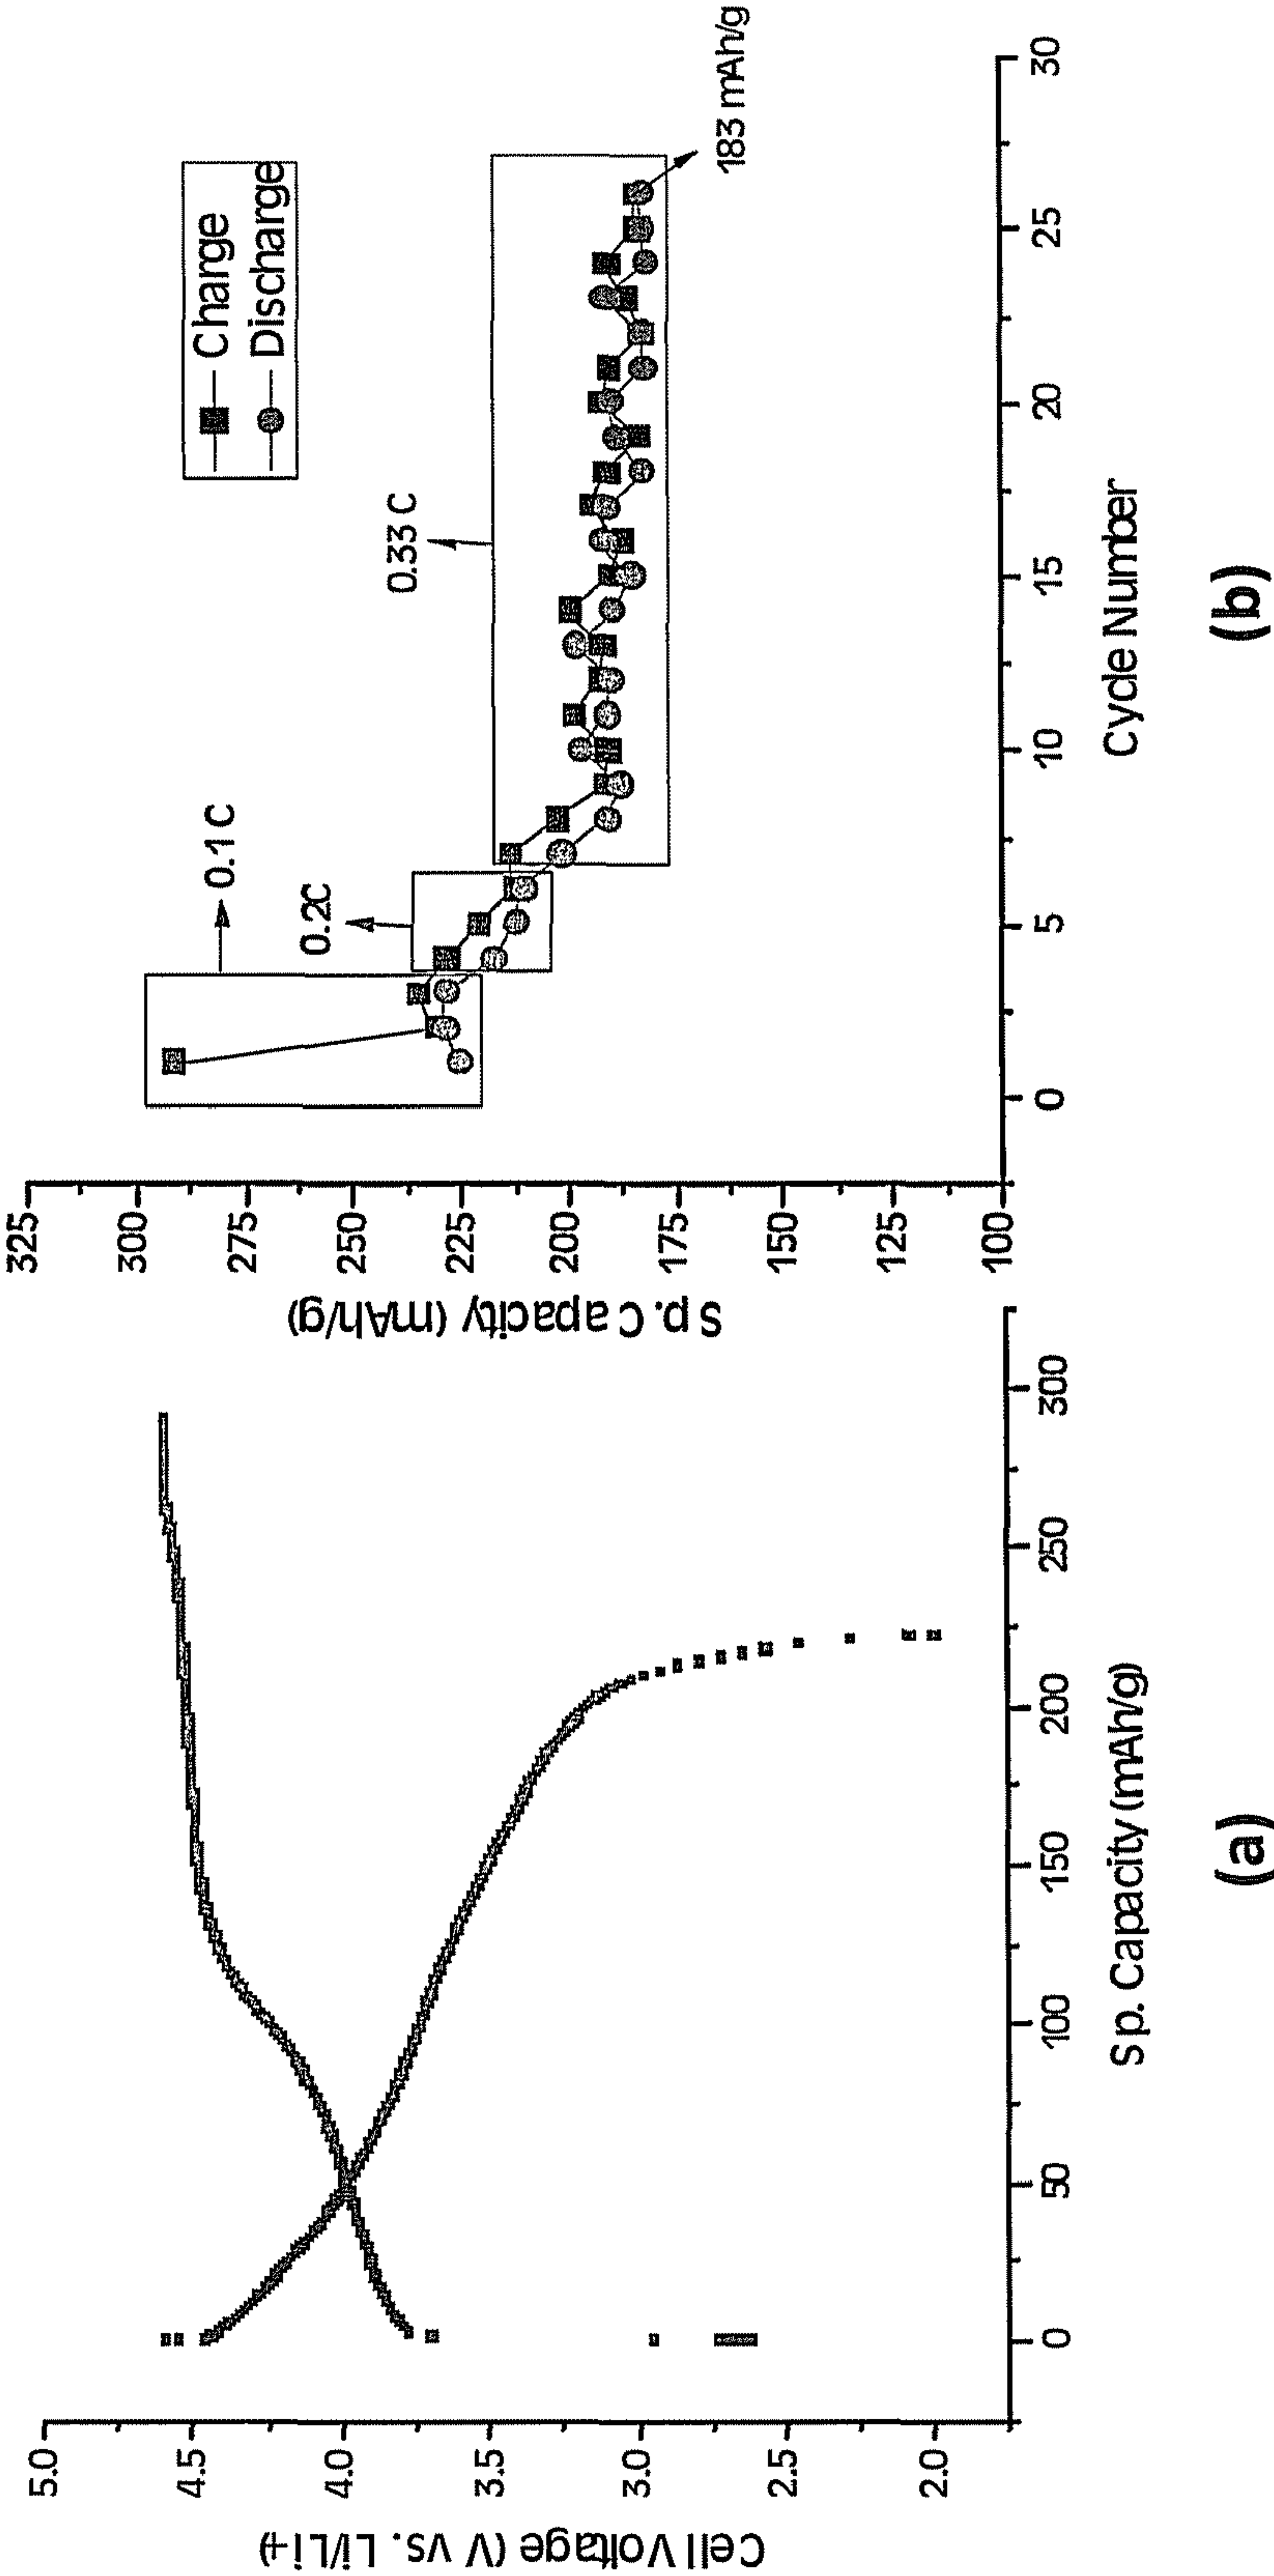 5.0
4.5
4.0
3.5
3.0
2.5
2.0
Cell Voltage (V vs. Li/Li+)
0
50
100
150
200
250
300
Sp. Capacity (mAh/g)
(a)
325
300
275
250
225
200
175
150
125
100
Sp. Capacity (mAh/g)
0.1 C
0.2C
0.33 C
Charge
Discharge
183 mAh/g
0
5
10
15
20
25
30
Cycle Number
(b)